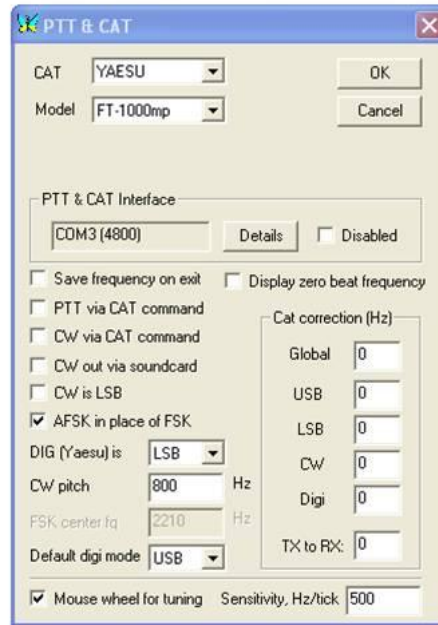 PTT & CAT
CAT YAESU OK
Model FT-1000mp Cancel
PTT & CAT Interface
COM3 (4800) Details Disabled
Save frequency on exit Display zero beat frequency
PTT via CAT command
CW via CAT command
CW out via soundcard
CW is LSB
AFSK in place of FSK
DIG (Yaesu) is LSB
CW pitch 800 Hz
FSK center fq 2210 Hz
Default digi mode USB
Cat correction (Hz)
Global 0
USB 0
LSB 0
CW 0
Digi 0
TX to RX: 0
Mouse wheel for tuning Sensitivity, Hz/tick 500